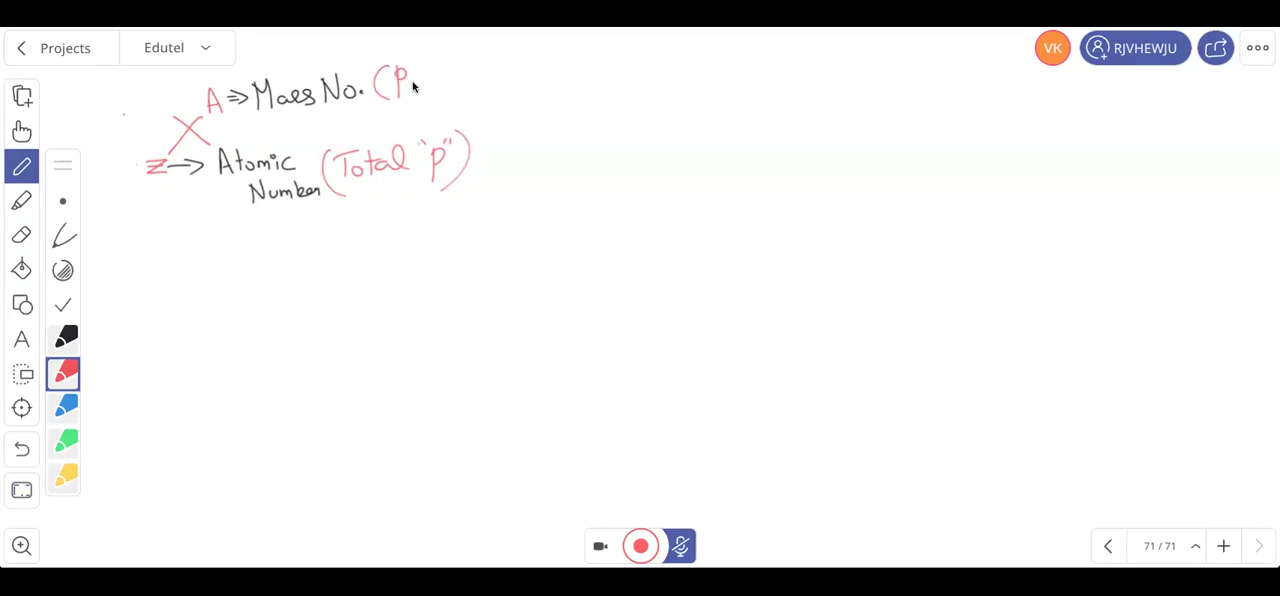 Projects
Edutel
VK
RJVHEWJU
A ⇒ Mass No. (P
X
Z → Atomic (Total "p")
Number
A
71 / 71